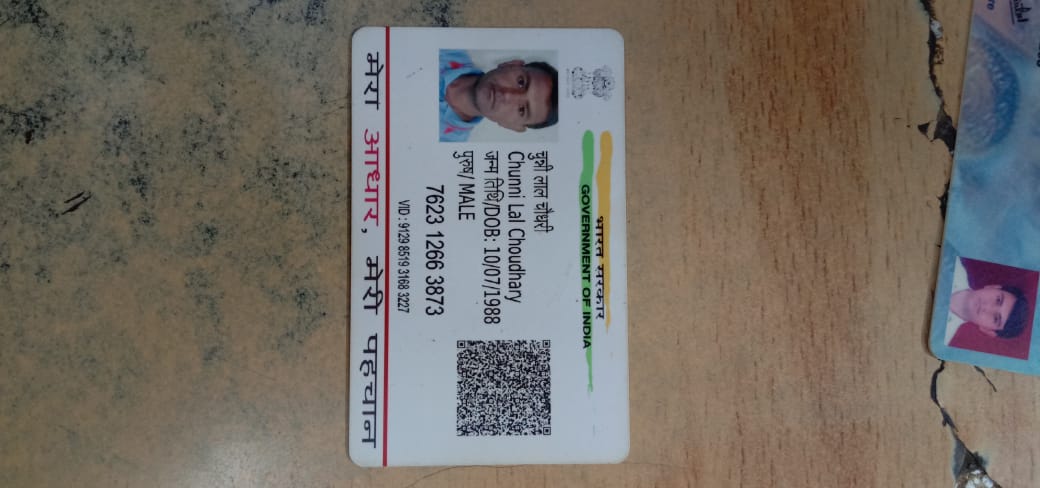 भारत सरकार
GOVERNMENT OF INDIA
चुन्नी लाल चौधरी
Chunni Lal Choudhary
जन्म तिथि/DOB: 10/07/1988
पुरुष/ MALE
7623 1266 3873
VID : 9129 8519 3168 3227
मेरा आधार, मेरी पहचान